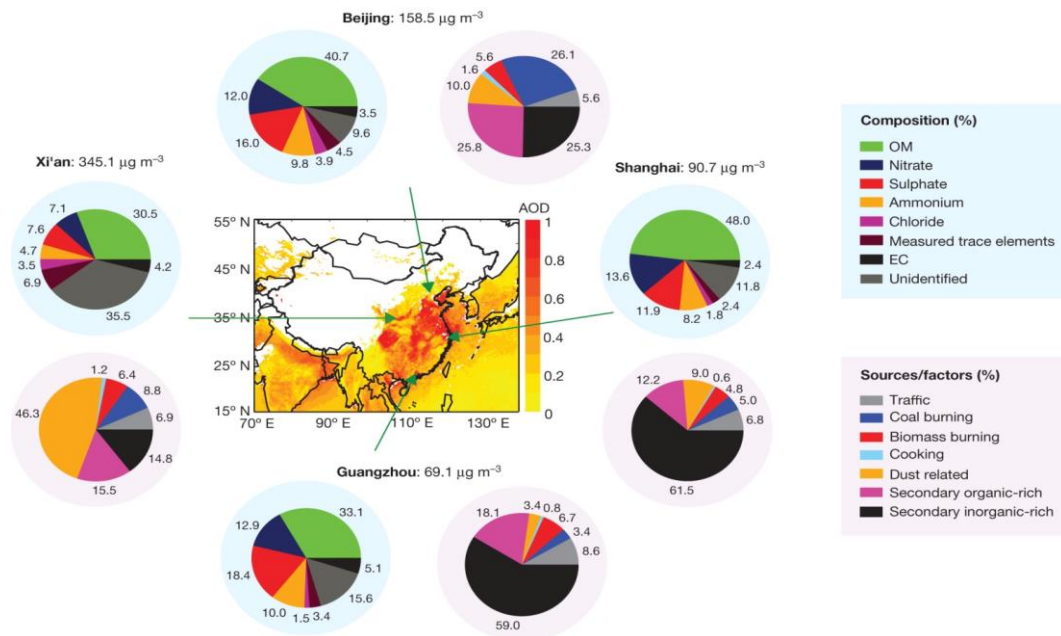 Beijing: 158.5 μg m⁻³
40.7
12.0
16.0
9.8
3.9
4.5
9.6
3.5
5.6
1.6
10.0
25.8
26.1
5.6
25.3
Xi'an: 345.1 μg m⁻³
7.1
7.6
4.7
3.5
6.9
30.5
4.2
35.5
1.2
6.4
8.8
6.9
46.3
14.8
15.5
AOD
55º N
45º N
35º N
25º N
15º N
70º E
90º E
110º E
130º E
1
0.8
0.6
0.4
0.2
0
Shanghai: 90.7 μg m⁻³
48.0
13.6
11.9
8.2
1.8
2.4
11.8
2.4
12.2
9.0
0.6
4.8
5.0
6.8
61.5
Guangzhou: 69.1 μg m⁻³
33.1
12.9
18.4
10.0
1.5
3.4
15.6
5.1
18.1
3.4
0.8
6.7
3.4
8.6
59.0
Composition (%)
OM
Nitrate
Sulphate
Ammonium
Chloride
Measured trace elements
EC
Unidentified
Sources/factors (%)
Traffic
Coal burning
Biomass burning
Cooking
Dust related
Secondary organic-rich
Secondary inorganic-rich